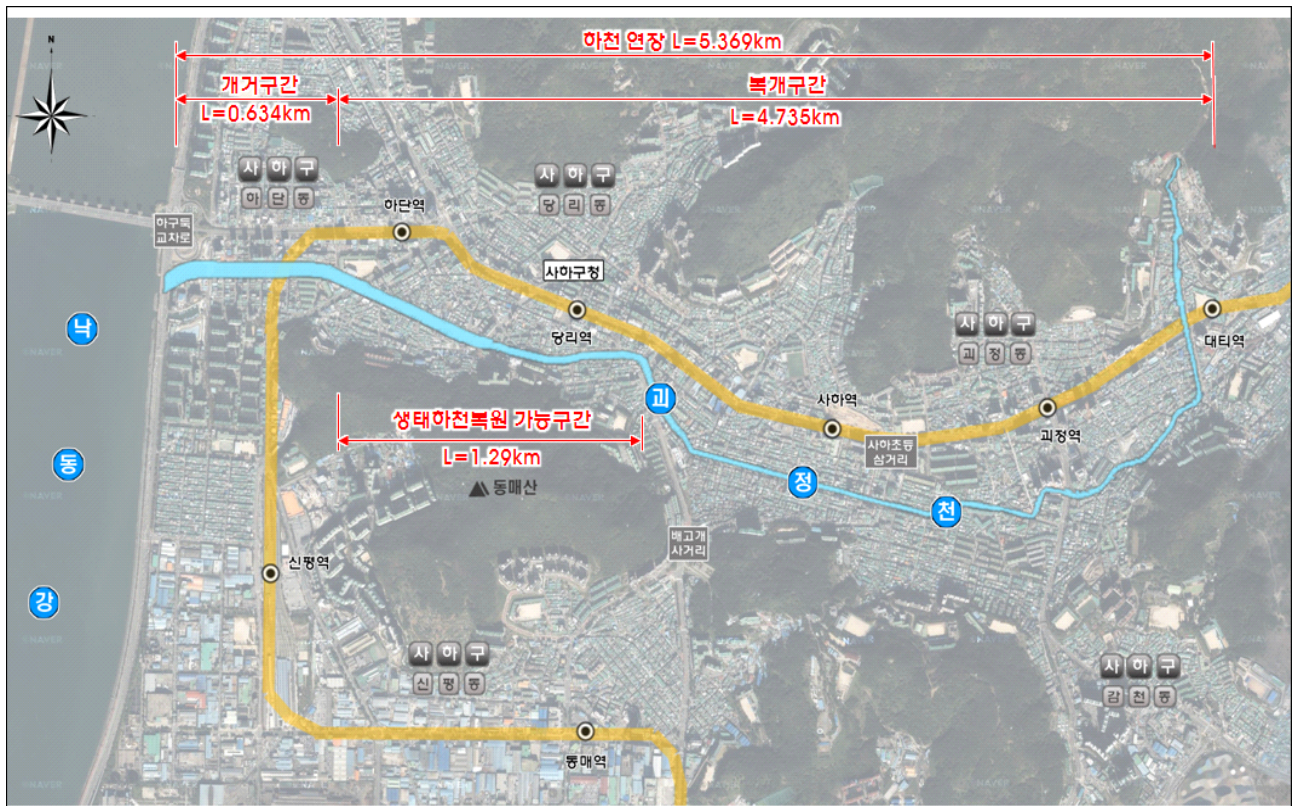 N
하천 연장 L=5.369km
개거구간
L=0.634km
복개구간
L=4.735km
사하구
하단동
사하구
당리동
하단역
하구둑
교차로
사하구청
당리역
낙
동
강
사하구
괴정동
대티역
괴
정
천
사하역
괴정역
사하초등
삼거리
생태하천복원 가능구간
L=1.29km
동매산
배고개
사거리
신평역
사하구
신평동
사하구
감천동
동매역
NAVER